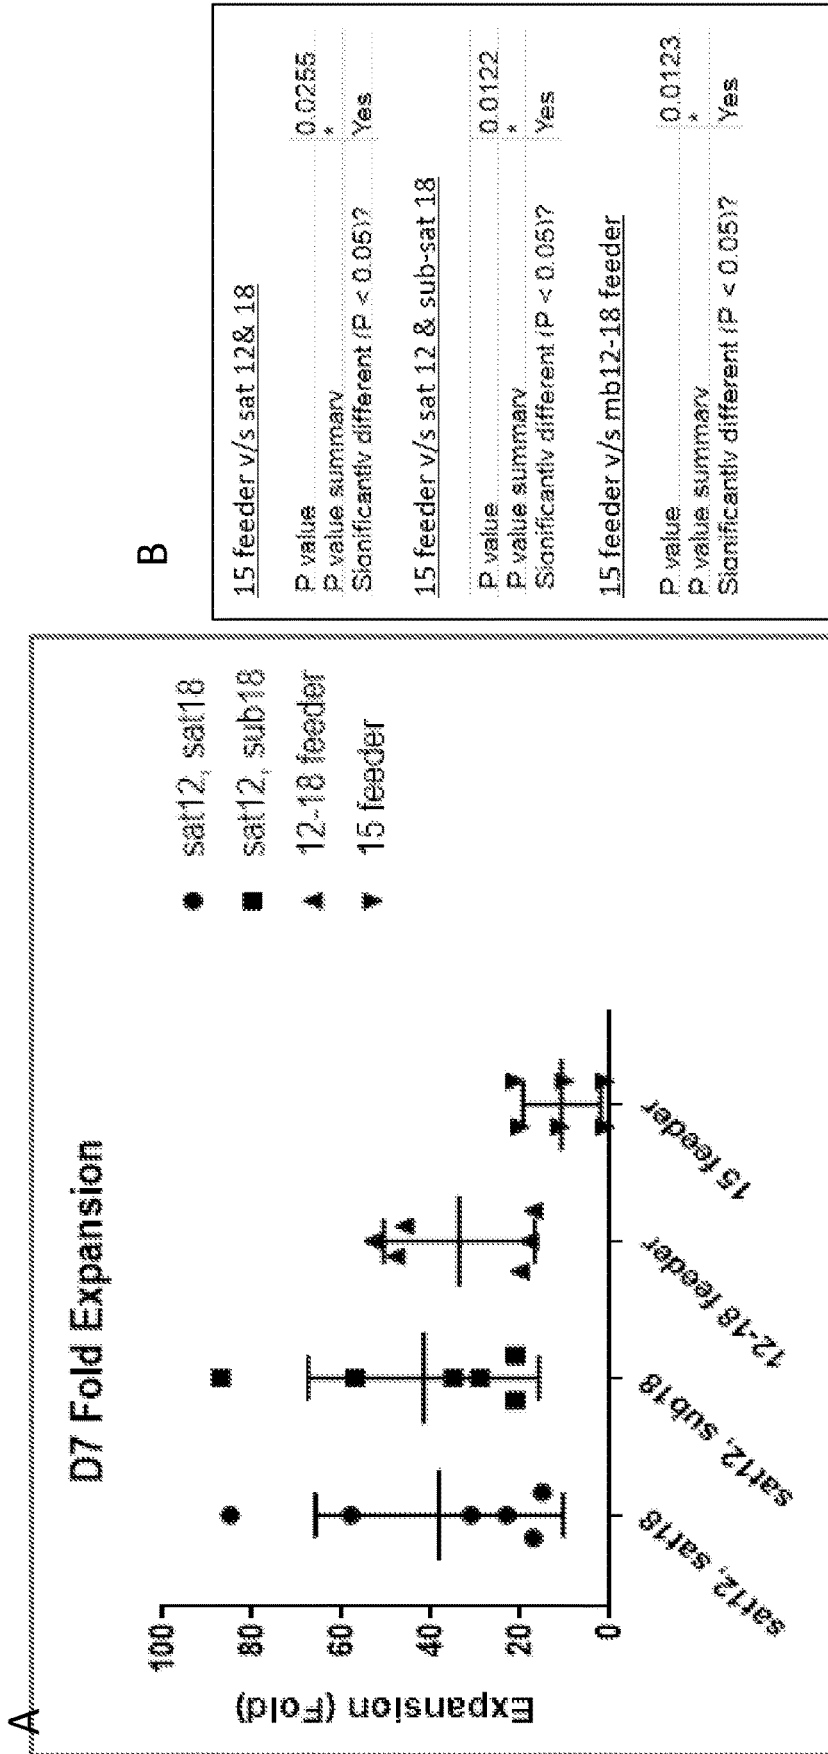 A
D7 Fold Expansion
Expansion (Fold)
100
80
60
40
20
0
sat12, sat18
sat12, sub18
12-18 feeder
15 feeder
sat12, sat18
sat12, sub18
12-18 feeder
15 feeder
B
15 feeder v/s sat 12& 18
P value 0.0255
P value summary *
Significantly different (P < 0.05)? Yes
15 feeder v/s sat 12 & sub-sat 18
P value 0.0122
P value summary *
Significantly different (P < 0.05)? Yes
15 feeder v/s mb12-18 feeder
P value 0.0123
P value summary *
Significantly different (P < 0.05)? Yes